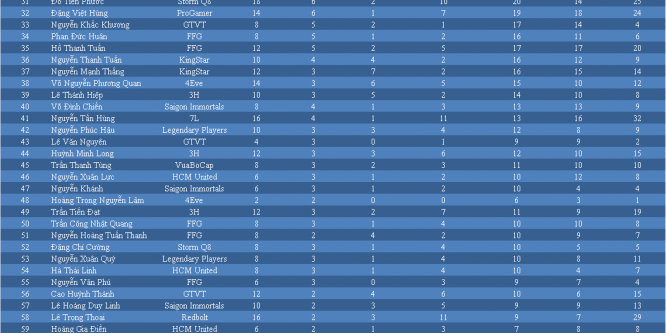 31 Đỗ Tiến Phước Storm Q8 18 6 2 10 20 14 25
32 Đặng Việt Hùng ProGamer 14 6 1 7 19 18 24
33 Nguyễn Khắc Khương GTVT 8 5 2 1 17 14 4
34 Phan Đức Huân FFG 8 5 1 2 16 11 6
35 Hồ Thanh Tuấn FFG 12 5 2 5 17 17 20
36 Nguyễn Thanh Tuấn KingStar 10 4 4 2 16 12 9
37 Nguyễn Mạnh Thắng KingStar 12 3 7 2 16 15 14
38 Võ Nguyễn Phương Quan 4Eve 14 3 6 5 15 10 12
39 Lê Thành Hiệp 3H 10 3 5 2 14 10 8
40 Võ Định Chiến Saigon Immortals 8 4 1 3 13 13 9
41 Nguyễn Tấn Hùng 7L 16 4 1 11 13 16 32
42 Nguyễn Phúc Hậu Legendary Players 10 3 3 4 12 8 9
43 Lê Văn Nguyên GTVT 4 3 0 1 9 9 2
44 Huỳnh Minh Long 3H 12 3 3 6 12 10 15
45 Trần Thanh Tùng VuaBoCap 8 3 2 3 11 10 10
46 Nguyễn Xuân Lực HCM United 6 3 1 2 10 12 8
47 Nguyễn Khánh Saigon Immortals 6 3 1 2 10 4 4
48 Hoàng Trọng Nguyễn Lâm 4Eve 2 2 0 0 6 3 1
49 Trần Tiến Đạt 3H 12 3 2 7 11 9 19
50 Trần Công Nhật Quang FFG 8 3 1 4 10 10 8
51 Nguyễn Hoàng Tuấn Thanh FFG 8 2 4 2 10 9 7
52 Đặng Chí Cường Storm Q8 8 3 1 4 10 5 5
53 Nguyễn Xuân Quý Legendary Players 8 3 1 4 10 8 11
54 Hà Thái Linh HCM United 8 3 1 4 10 4 7
55 Nguyễn Văn Phú FFG 6 3 0 3 9 7 4
56 Cao Huỳnh Thành GTVT 12 2 4 6 10 6 15
57 Lê Hoàng Duy Linh Saigon Immortals 10 2 3 5 9 9 13
58 Lê Trọng Thoại Redbolt 16 2 3 11 9 7 29
59 Hoàng Gia Điền HCM United 6 2 1 3 7 8 8